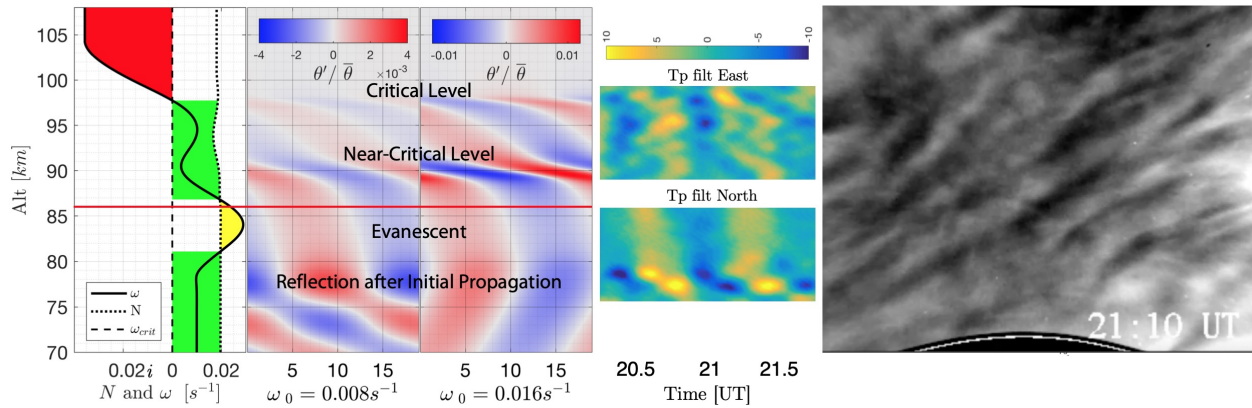 105
100
95
90
85
80
75
70
Alt [km]
ω
N
ω_crit
0.02i 0 0.02
N and ω [s⁻¹]
-4 -2 0 2 4
θ′/θ̅ ×10⁻³
-0.01 0 0.01
θ′/θ̅
Critical Level
Near-Critical Level
Evanescent
Reflection after Initial Propagation
5 10 15
ω₀ = 0.008s⁻¹
5 10 15
ω₀ = 0.016s⁻¹
10 5 0 -5 -10
Tp filt East
Tp filt North
20.5 21 21.5
Time [UT]
21:10 UT